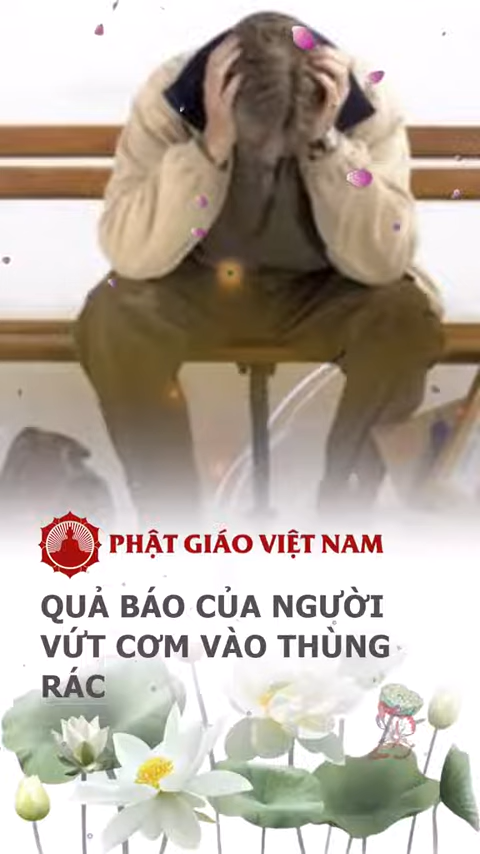 PHẬT GIÁO VIỆT NAM
QUẢ BÁO CỦA NGƯỜI
VỨT CƠM VÀO THÙNG
RÁC